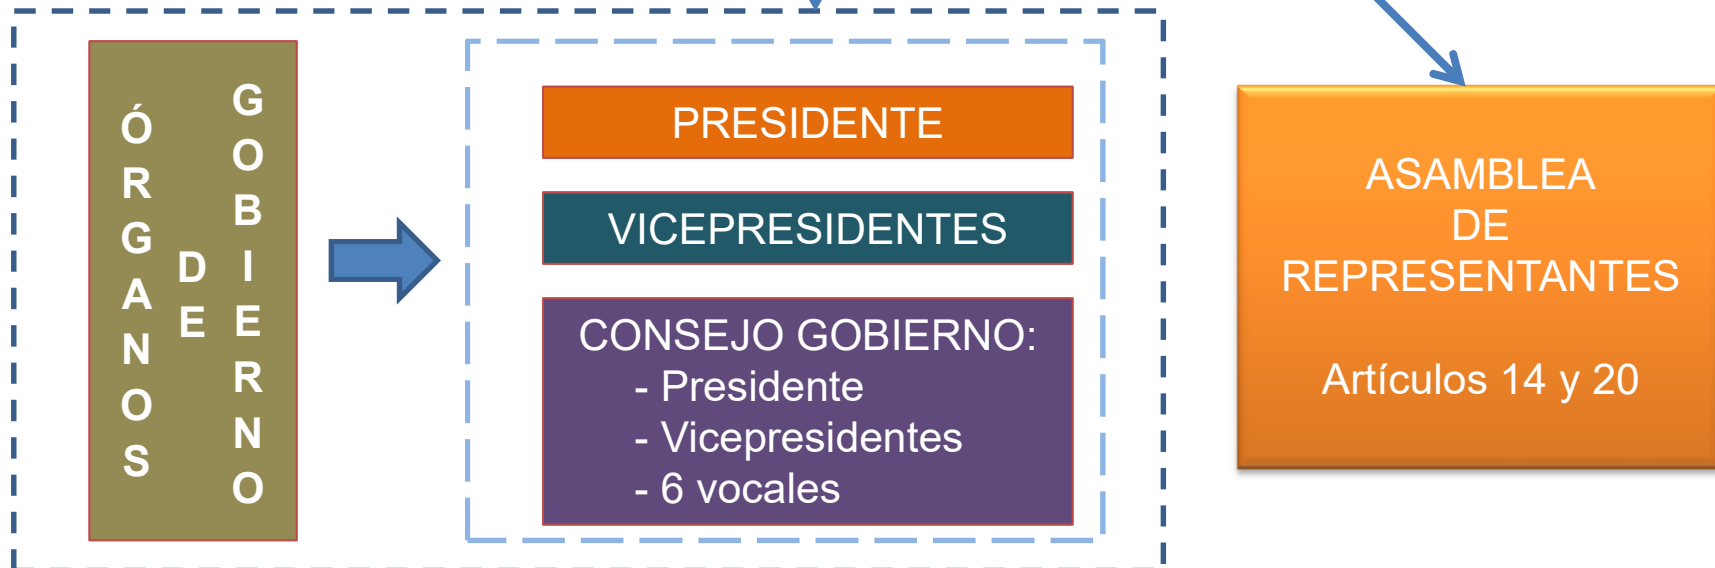 ÓRGANOS
DE
GOBIERNO
PRESIDENTE
VICEPRESIDENTES
CONSEJO GOBIERNO:
- Presidente
- Vicepresidentes
- 6 vocales
ASAMBLEA
DE
REPRESENTANTES
Artículos 14 y 20